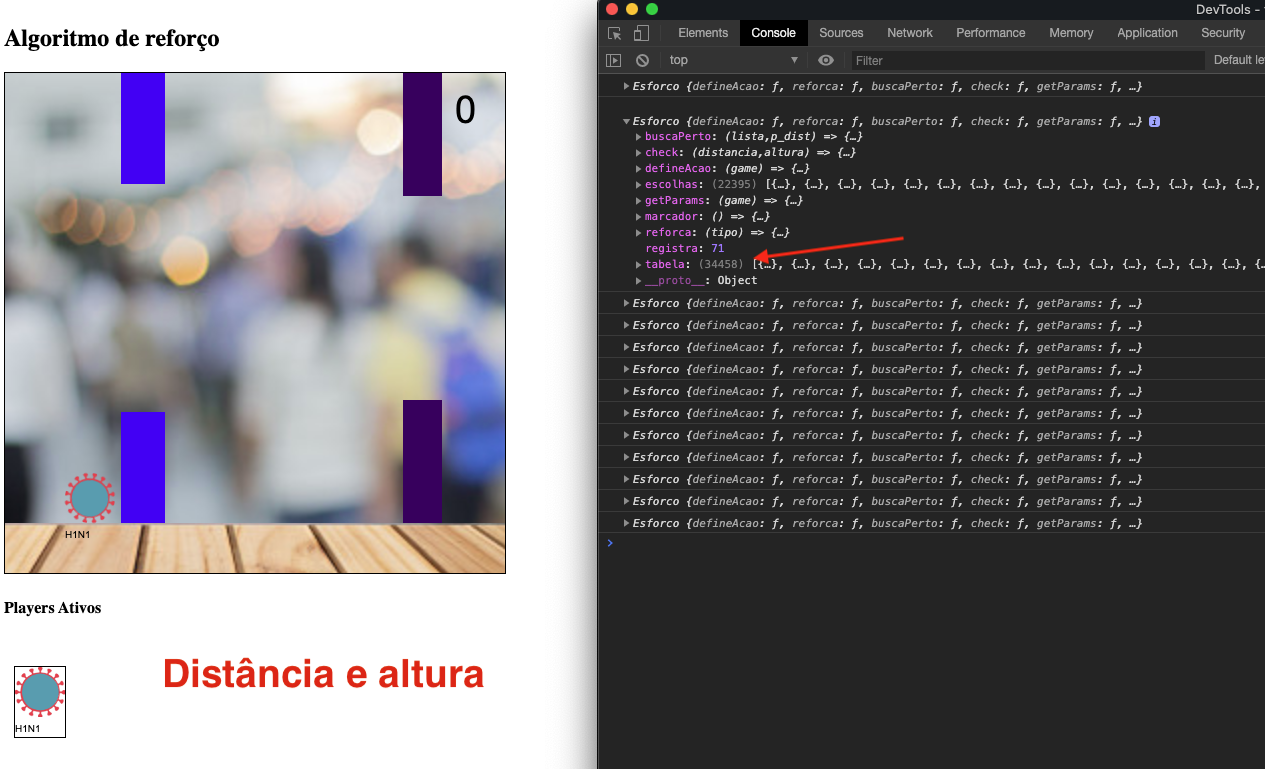 Algoritmo de reforço
0
H1N1
Players Ativos
H1N1
Distância e altura
DevTools -
Elements Console Sources Network Performance Memory Application Security
top ▼ Filter Default le
▶Esforco {defineAcao: ƒ, reforca: ƒ, buscaPerto: ƒ, check: ƒ, getParams: ƒ, …}
▼Esforco {defineAcao: ƒ, reforca: ƒ, buscaPerto: ƒ, check: ƒ, getParams: ƒ, …} i
▶buscaPerto: (lista,p_dist) => {…}
▶check: (distancia,altura) => {…}
▶defineAcao: (game) => {…}
▶escolhas: (22395) [{…}, {…}, {…}, {…}, {…}, {…}, {…}, {…}, {…}, {…}, {…}, {…}, {…}, {…}, {…},
▶getParams: (game) => {…}
▶marcador: () => {…}
▶reforca: (tipo) => {…}
registra: 71
▶tabela: (34458) [{…}, {…}, {…}, {…}, {…}, {…}, {…}, {…}, {…}, {…}, {…}, {…}, {…}, {…}, {…}, {…
▶__proto__: Object
▶Esforco {defineAcao: ƒ, reforca: ƒ, buscaPerto: ƒ, check: ƒ, getParams: ƒ, …}
▶Esforco {defineAcao: ƒ, reforca: ƒ, buscaPerto: ƒ, check: ƒ, getParams: ƒ, …}
▶Esforco {defineAcao: ƒ, reforca: ƒ, buscaPerto: ƒ, check: ƒ, getParams: ƒ, …}
▶Esforco {defineAcao: ƒ, reforca: ƒ, buscaPerto: ƒ, check: ƒ, getParams: ƒ, …}
▶Esforco {defineAcao: ƒ, reforca: ƒ, buscaPerto: ƒ, check: ƒ, getParams: ƒ, …}
▶Esforco {defineAcao: ƒ, reforca: ƒ, buscaPerto: ƒ, check: ƒ, getParams: ƒ, …}
▶Esforco {defineAcao: ƒ, reforca: ƒ, buscaPerto: ƒ, check: ƒ, getParams: ƒ, …}
▶Esforco {defineAcao: ƒ, reforca: ƒ, buscaPerto: ƒ, check: ƒ, getParams: ƒ, …}
▶Esforco {defineAcao: ƒ, reforca: ƒ, buscaPerto: ƒ, check: ƒ, getParams: ƒ, …}
▶Esforco {defineAcao: ƒ, reforca: ƒ, buscaPerto: ƒ, check: ƒ, getParams: ƒ, …}
▶Esforco {defineAcao: ƒ, reforca: ƒ, buscaPerto: ƒ, check: ƒ, getParams: ƒ, …}
>